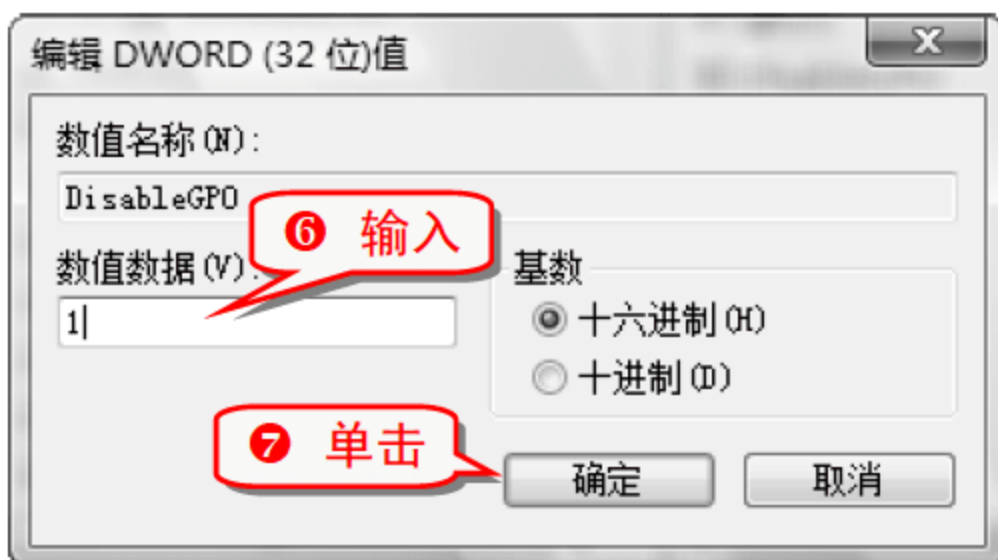 编辑 DWORD (32 位)值
数值名称(N):
DisableGPO
❻ 输入
数值数据(V):
1
基数
十六进制(H)
十进制(D)
❼ 单击
确定
取消